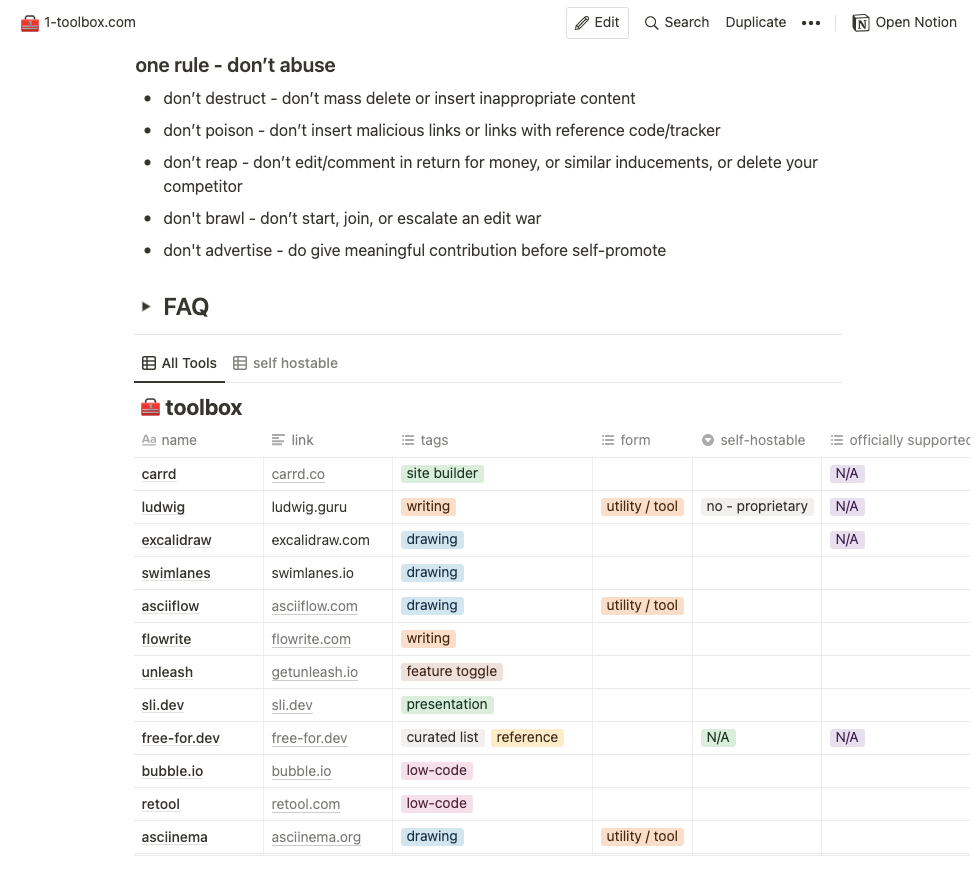 1-toolbox.com Edit Search Duplicate ••• Open Notion
one rule - don’t abuse
• don’t destruct - don’t mass delete or insert inappropriate content
• don’t poison - don’t insert malicious links or links with reference code/tracker
• don’t reap - don’t edit/comment in return for money, or similar inducements, or delete your
competitor
• don't brawl - don’t start, join, or escalate an edit war
• don't advertise - do give meaningful contribution before self-promote
FAQ
All Tools self hostable
toolbox
Aa name link tags form self-hostable officially supported
carrd carrd.co site builder N/A
ludwig ludwig.guru writing utility / tool no - proprietary N/A
excalidraw excalidraw.com drawing N/A
swimlanes swimlanes.io drawing
asciiflow asciiflow.com drawing utility / tool
flowrite flowrite.com writing
unleash getunleash.io feature toggle
sli.dev sli.dev presentation
free-for.dev free-for.dev curated list reference N/A N/A
bubble.io bubble.io low-code
retool retool.com low-code
asciinema asciinema.org drawing utility / tool